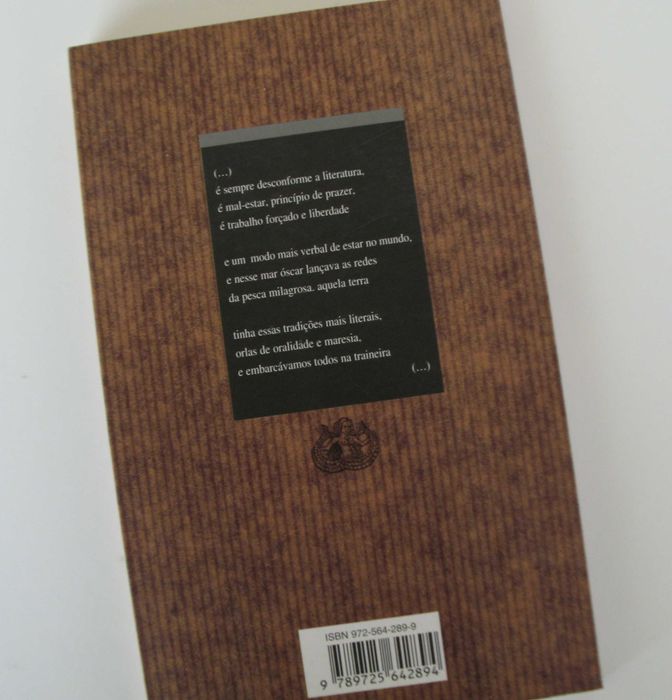 (...)
é sempre desconforme a literatura,
é mal-estar, princípio de prazer,
é trabalho forçado e liberdade
e um modo mais verbal de estar no mundo,
e nesse mar óscar lançava as redes
da pesca milagrosa. aquela terra
tinha essas tradições mais literais,
orlas de oralidade e maresia,
e embarcávamos todos na traineira
(...)
ISBN 972-564-289-9
9 789725 642894